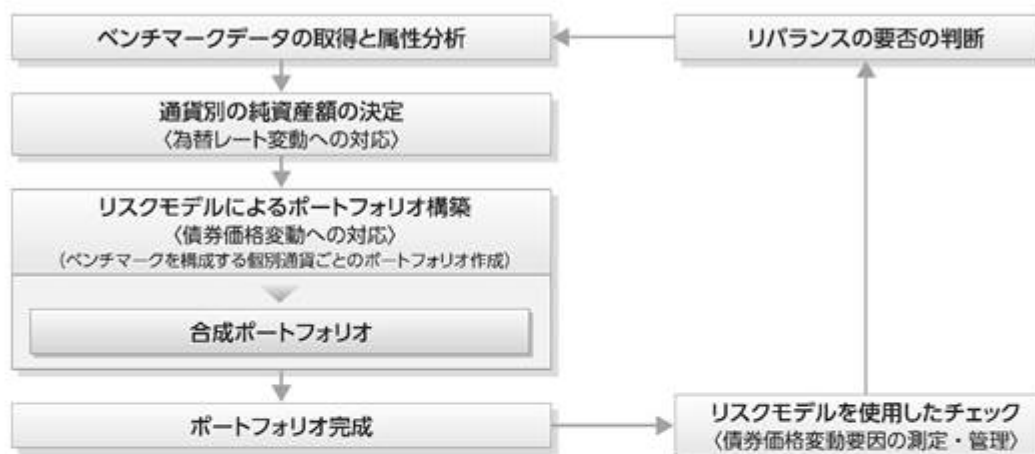 ベンチマークデータの取得と属性分析
リバランスの要否の判断
通貨別の純資産額の決定
〈為替レート変動への対応〉
リスクモデルによるポートフォリオ構築
〈債券価格変動への対応〉
(ベンチマークを構成する個別通貨ごとのポートフォリオ作成)
合成ポートフォリオ
ポートフォリオ完成
リスクモデルを使用したチェック
〈債券価格変動要因の測定・管理〉